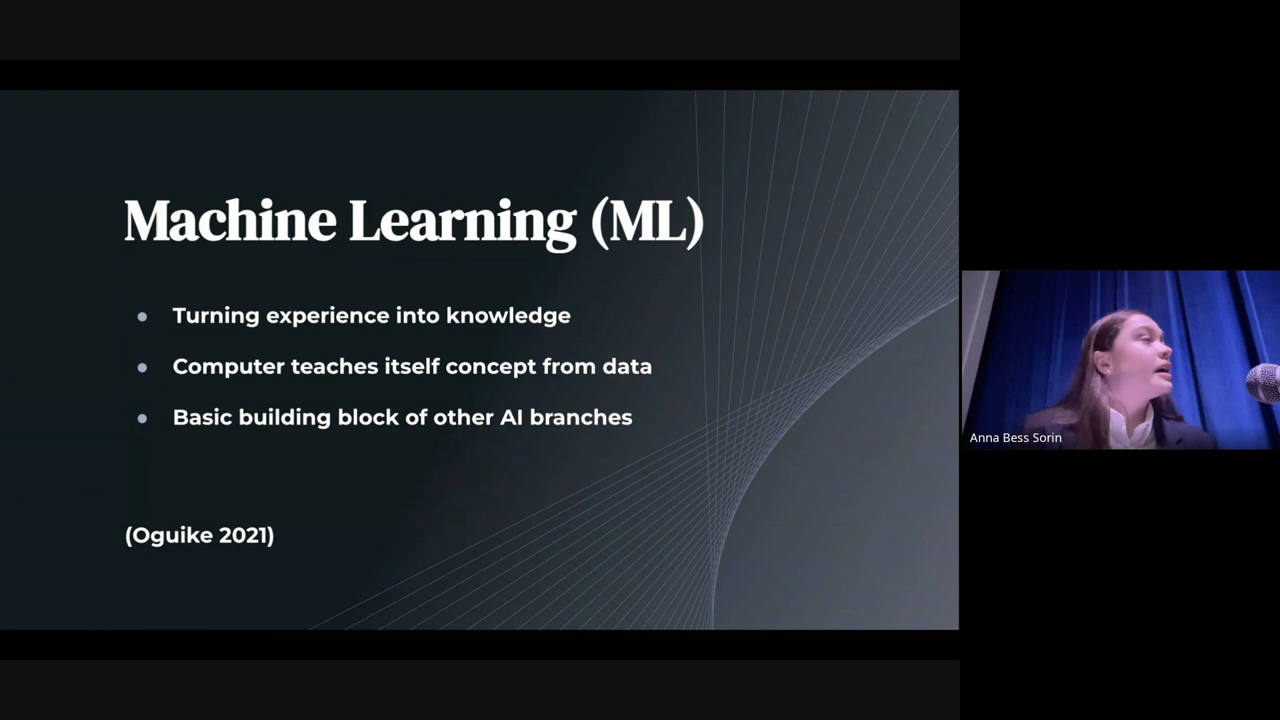 Machine Learning (ML)
Turning experience into knowledge
Computer teaches itself concept from data
Basic building block of other AI branches
(Oguike 2021)
Anna Bess Sorin